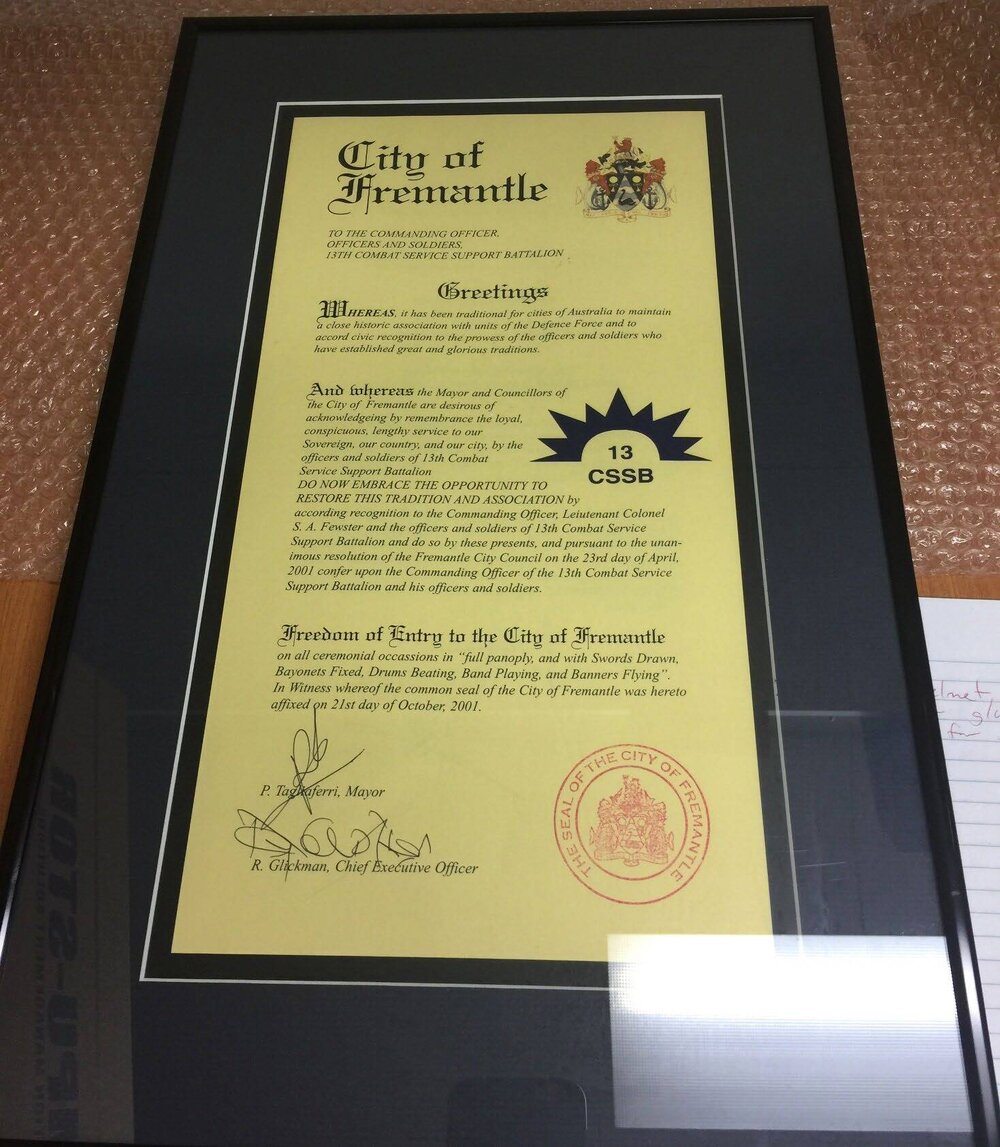 City of
Fremantle
TO THE COMMANDING OFFICER,
OFFICERS AND SOLDIERS,
13TH COMBAT SERVICE SUPPORT BATTALION
Greetings
WHEREAS, it has been traditional for cities of Australia to maintain
a close historic association with units of the Defence Force and to
accord civic recognition to the prowess of the officers and soldiers who
have established great and glorious traditions.
And whereas the Mayor and Councillors of
the City of Fremantle are desirous of
acknowledgeing by remembrance the loyal,
conspicuous, lengthy service to our
Sovereign, our country, and our city, by the
officers and soldiers of 13th Combat
Service Support Battalion
13
CSSB
DO NOW EMBRACE THE OPPORTUNITY TO
RESTORE THIS TRADITION AND ASSOCIATION by
according recognition to the Commanding Officer, Leiutenant Colonel
S. A. Fewster and the officers and soldiers of 13th Combat Service
Support Battalion and do so by these presents, and pursuant to the unan-
imous resolution of the Fremantle City Council on the 23rd day of April,
2001 confer upon the Commanding Officer of the 13th Combat Service
Support Battalion and his officers and soldiers.
Freedom of Entry to the City of Fremantle
on all ceremonial occassions in “full panoply, and with Swords Drawn,
Bayonets Fixed, Drums Beating, Band Playing, and Banners Flying”.
In Witness whereof the common seal of the City of Fremantle was hereto
affixed on 21st day of October, 2001.
P. Tagliaferri, Mayor
R. Glickman, Chief Executive Officer
THE SEAL OF THE CITY OF FREMANTLE